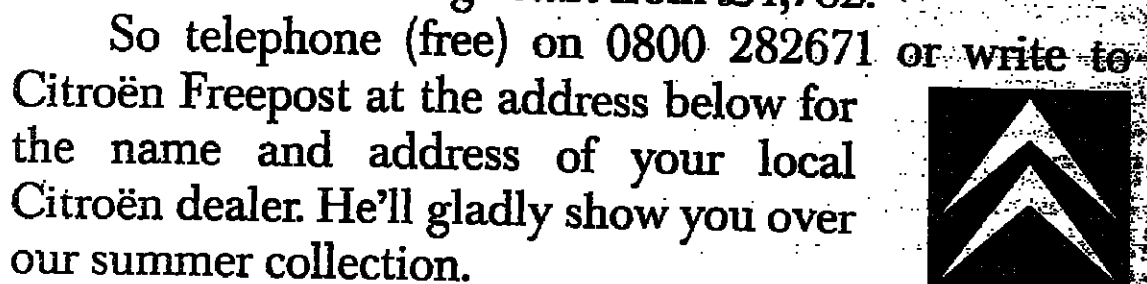 So telephone (free) on 0800 282671 or write to
Citroën Freepost at the address below for
the name and address of your local
Citroën dealer. He'll gladly show you over
our summer collection.